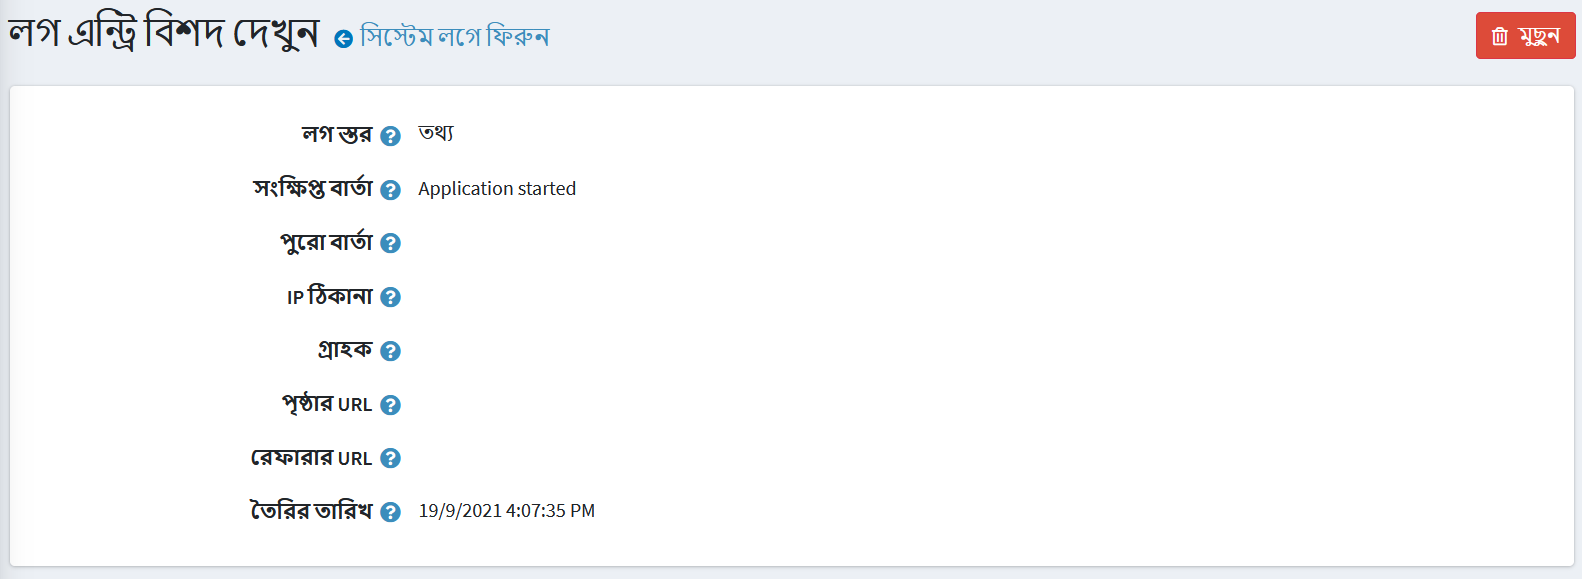 লগ এন্ট্রি বিশদ দেখুন সিস্টেম লগে ফিরুন মুছুন
লগ স্তর তথ্য
সংক্ষিপ্ত বার্তা Application started
পুরো বার্তা
IP ঠিকানা
গ্রাহক
পৃষ্ঠার URL
রেফারার URL
তৈরির তারিখ 19/9/2021 4:07:35 PM